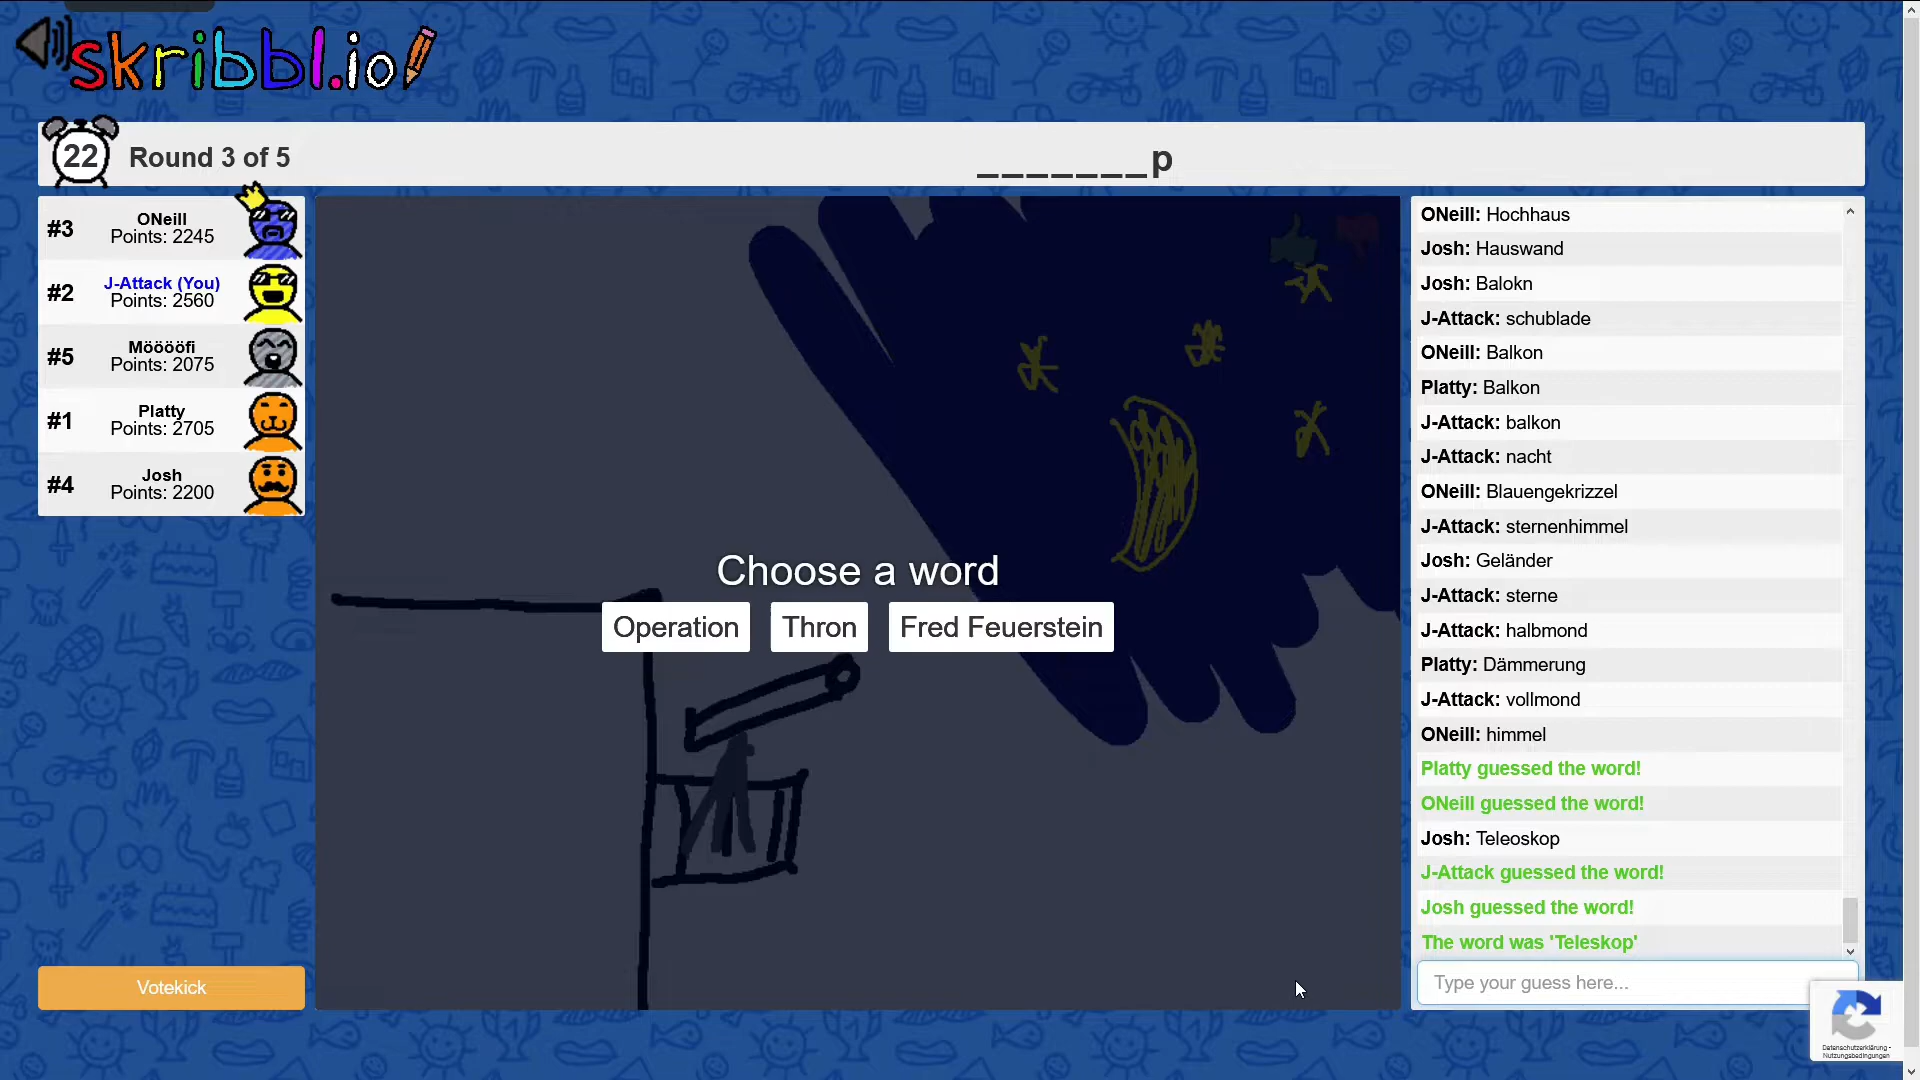 skribbl.io
22
Round 3 of 5
_______p
#3
ONeill
Points: 2245
#2
J-Attack (You)
Points: 2560
#5
Mööööfi
Points: 2075
#1
Platty
Points: 2705
#4
Josh
Points: 2200
Votekick
Choose a word
Operation
Thron
Fred Feuerstein
ONeill: Hochhaus
Josh: Hauswand
Josh: Balokn
J-Attack: schublade
ONeill: Balkon
Platty: Balkon
J-Attack: balkon
J-Attack: nacht
ONeill: Blauengekrizzel
J-Attack: sternenhimmel
Josh: Geländer
J-Attack: sterne
J-Attack: halbmond
Platty: Dämmerung
J-Attack: vollmond
ONeill: himmel
Platty guessed the word!
ONeill guessed the word!
Josh: Teleoskop
J-Attack guessed the word!
Josh guessed the word!
The word was 'Teleskop'
Type your guess here...
Datenschutzerklärung -
Nutzungsbedingungen